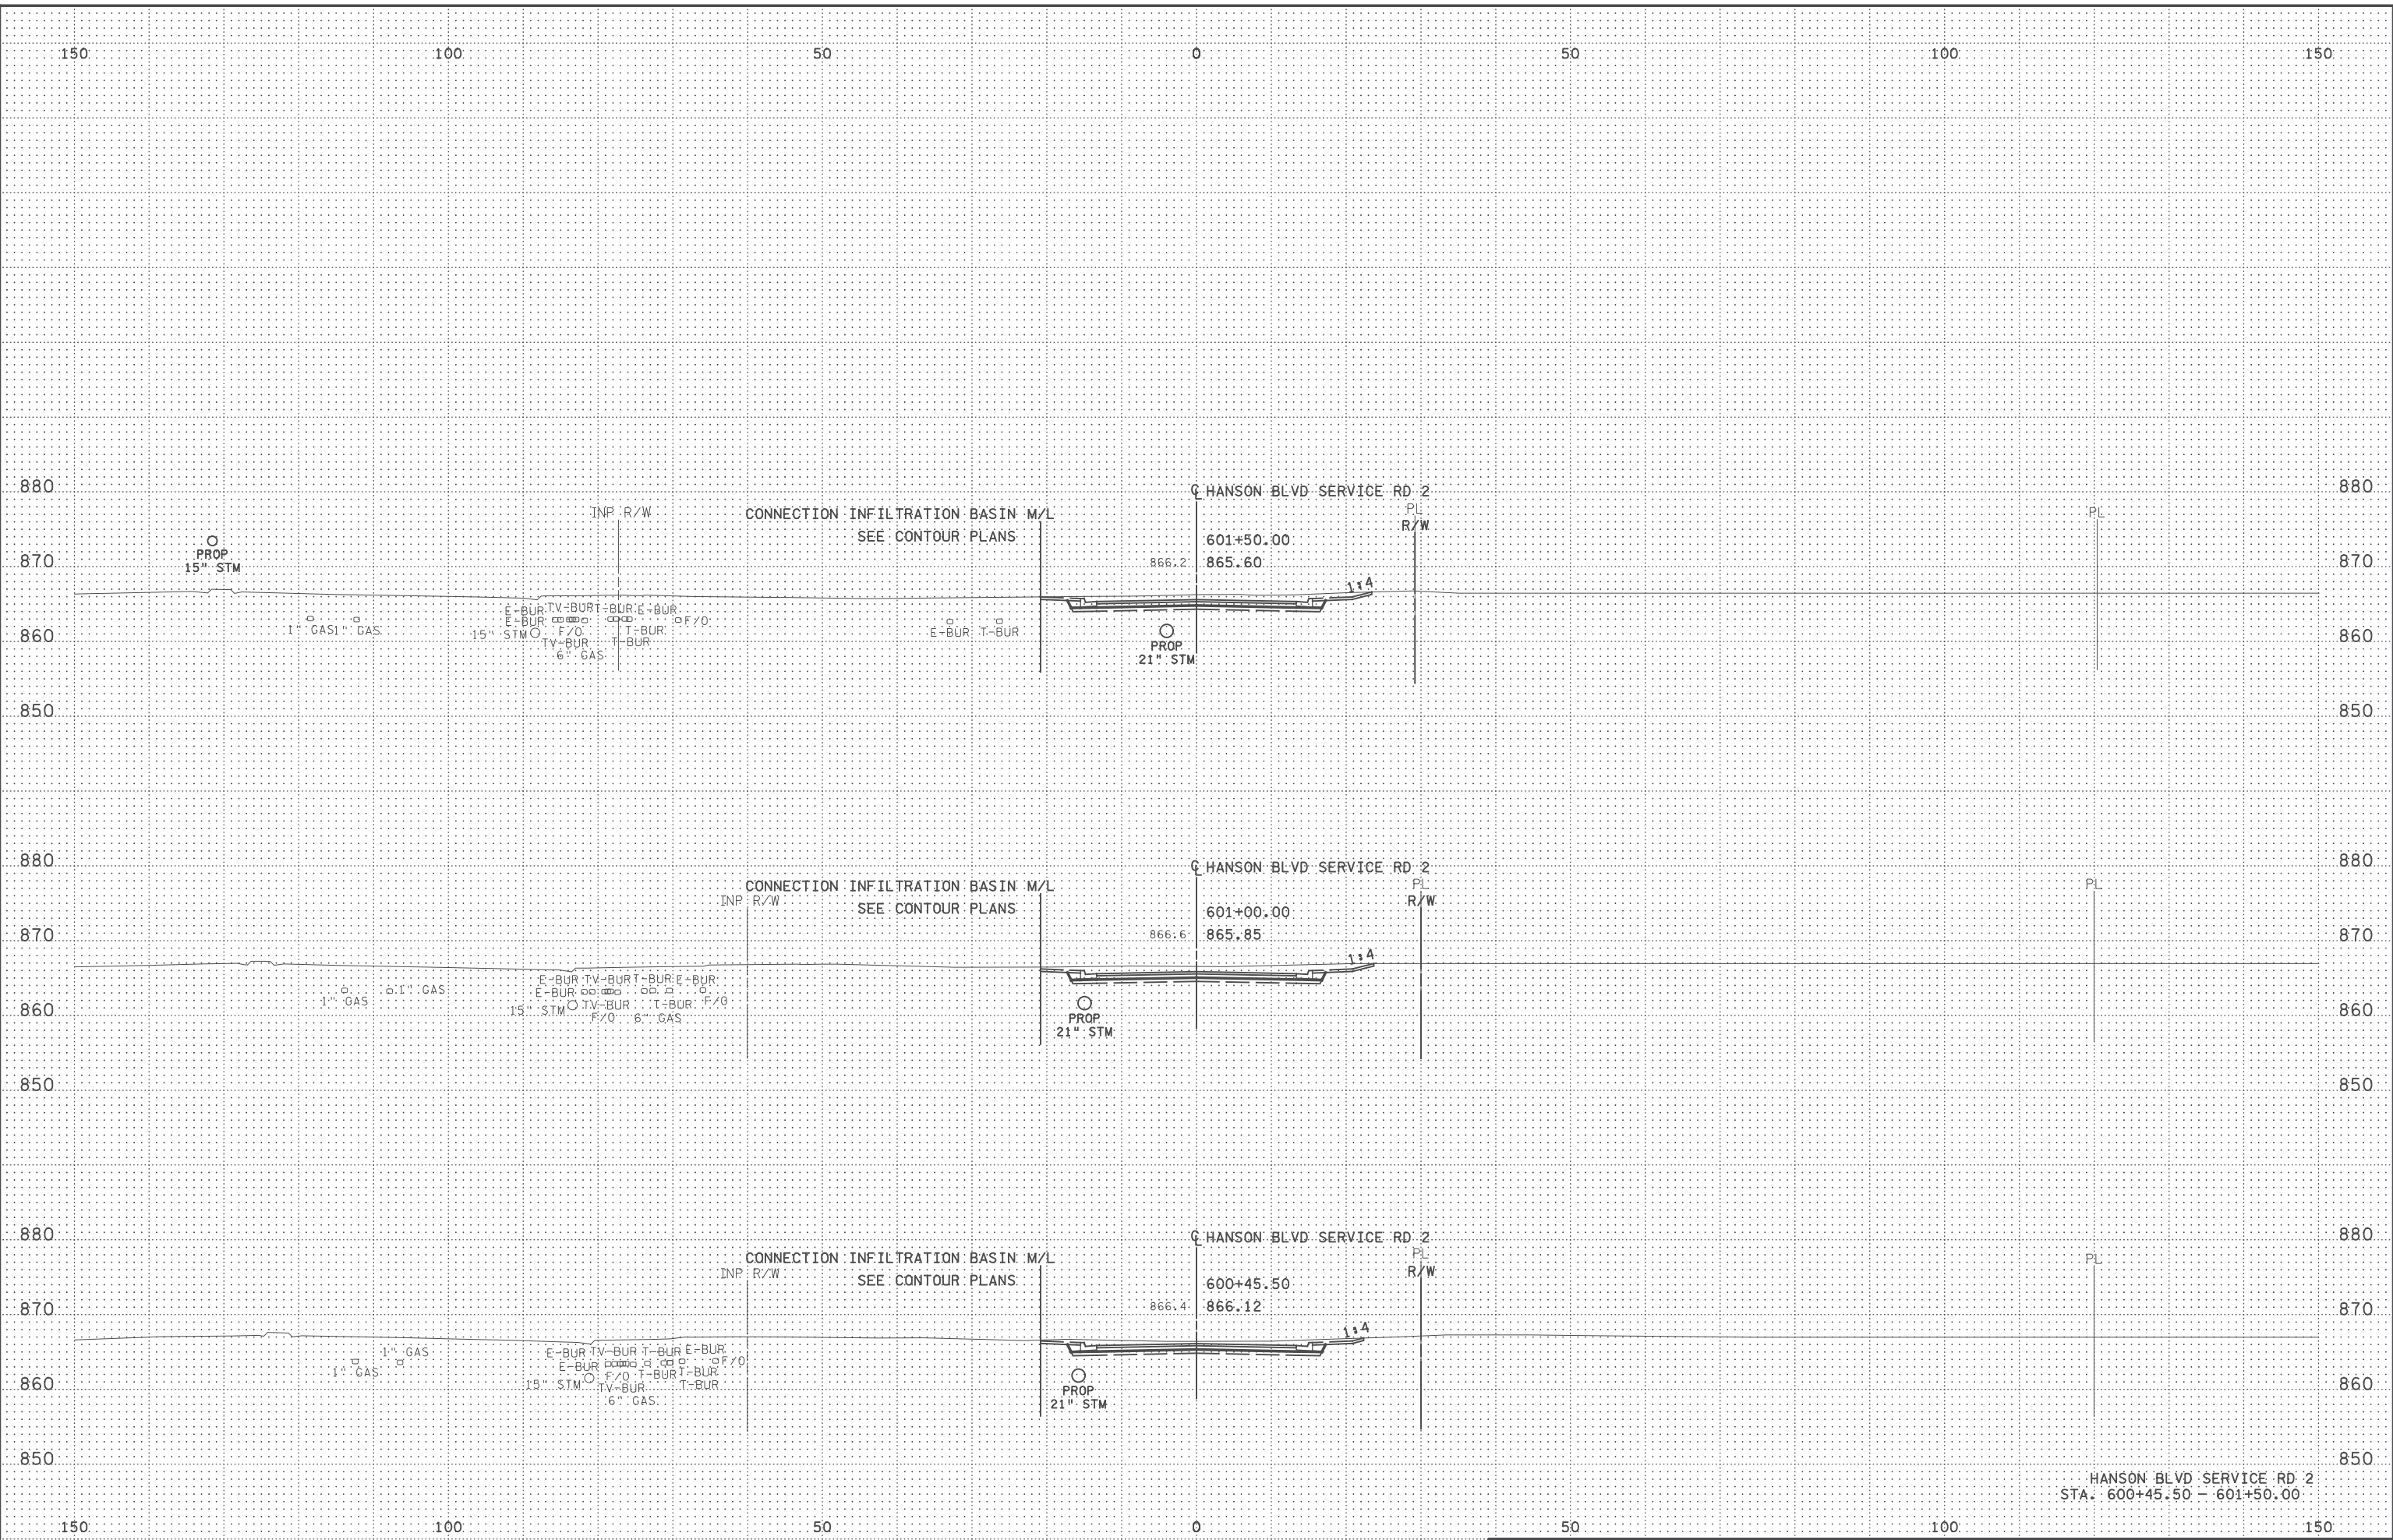 150 100 50 0 50 100 150
880 880
℄ HANSON BLVD SERVICE RD 2
INP R/W CONNECTION INFILTRATION BASIN M/L PL PL
SEE CONTOUR PLANS R/W
601+50.00
PROP
15" STM
870 866.2 865.60 870
1:4
E-BUR TV-BUR T-BUR E-BUR
E-BUR F/O
1" GAS 1" GAS 15" STM F/O T-BUR E-BUR T-BUR
TV-BUR T-BUR
860 860
6" GAS
PROP
21" STM
850 850
880 880
℄ HANSON BLVD SERVICE RD 2
CONNECTION INFILTRATION BASIN M/L PL PL
INP R/W R/W
SEE CONTOUR PLANS
601+00.00
870 866.6 865.85 870
1:4
E-BUR TV-BUR T-BUR E-BUR
1" GAS E-BUR
1" GAS F/O
15" STM TV-BUR T-BUR
860 860
F/O 6" GAS
PROP
21" STM
850 850
880 880
℄ HANSON BLVD SERVICE RD 2
CONNECTION INFILTRATION BASIN M/L PL PL
INP R/W R/W
SEE CONTOUR PLANS
600+45.50
870 866.4 866.12 870
1:4
1" GAS E-BUR TV-BUR T-BUR E-BUR
E-BUR F/O
1" GAS F/O T-BUR T-BUR
15" STM TV-BUR T-BUR
860 860
6" GAS
PROP
21" STM
850 850
HANSON BLVD SERVICE RD 2
STA. 600+45.50 - 601+50.00
150 100 50 0 50 100 150